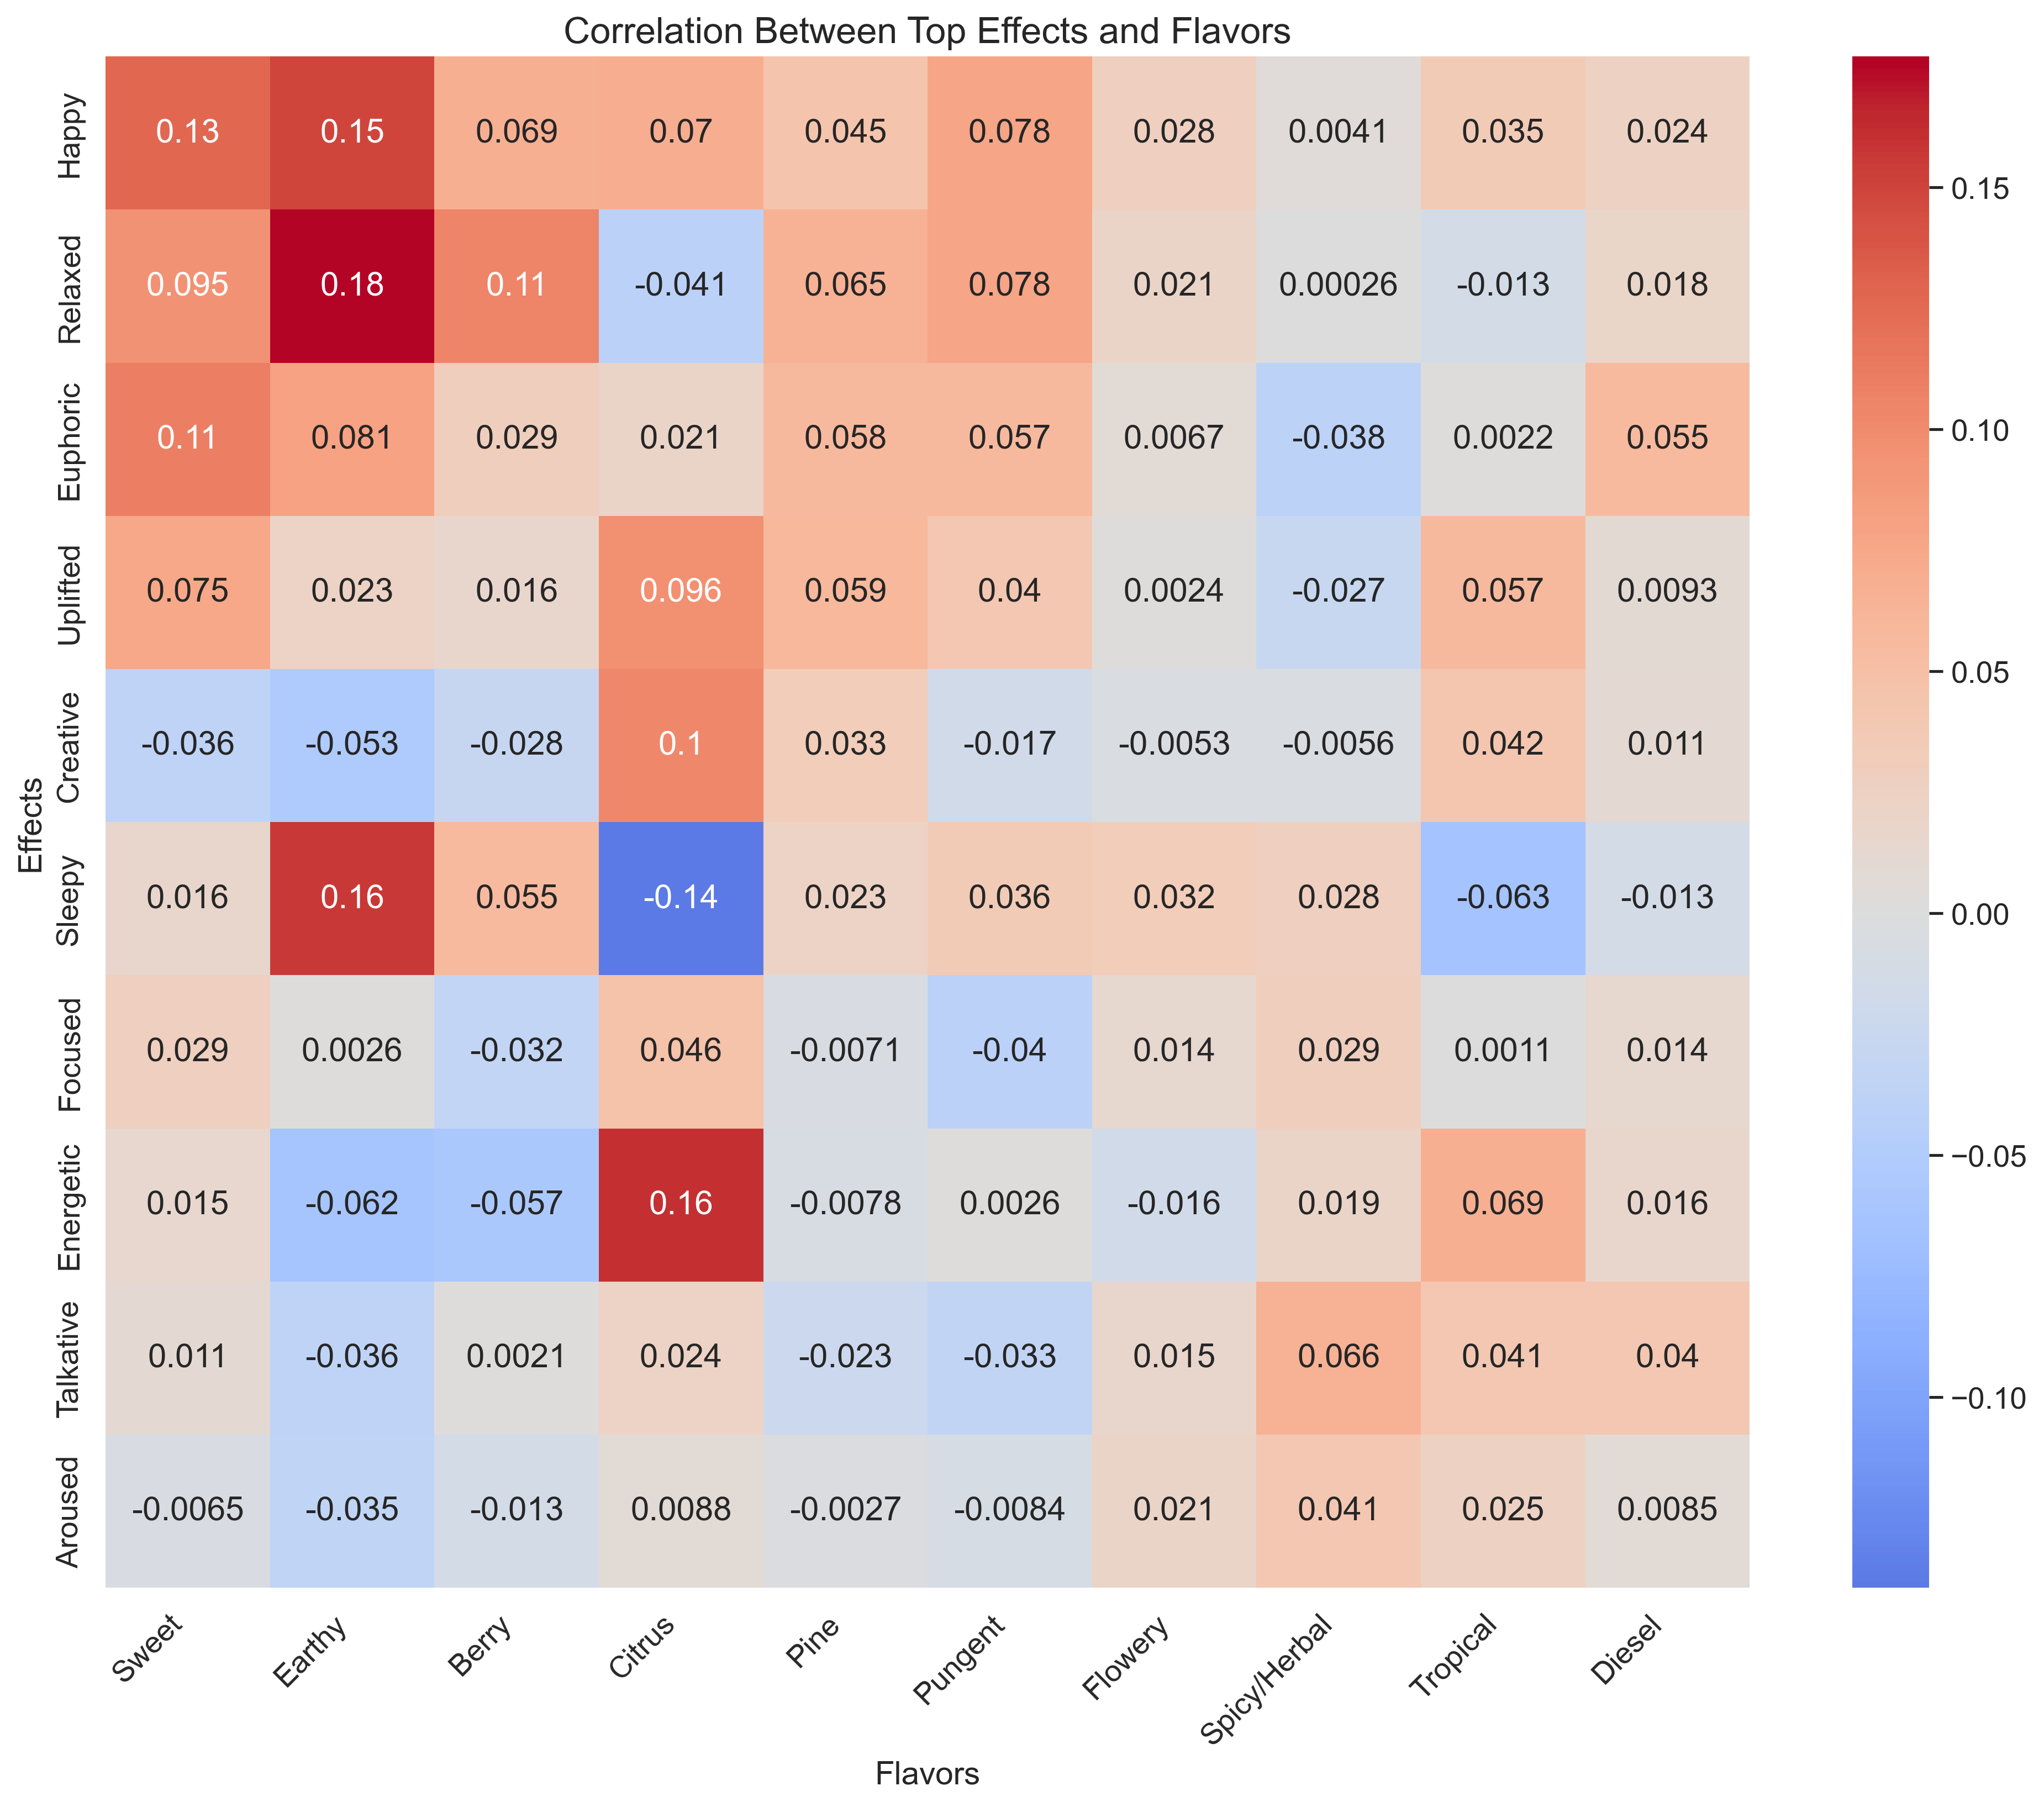 Correlation Between Top Effects and Flavors
Happy 0.13 0.15 0.069 0.07 0.045 0.078 0.028 0.0041 0.035 0.024
Relaxed 0.095 0.18 0.11 -0.041 0.065 0.078 0.021 0.00026 -0.013 0.018
Euphoric 0.11 0.081 0.029 0.021 0.058 0.057 0.0067 -0.038 0.0022 0.055
Uplifted 0.075 0.023 0.016 0.096 0.059 0.04 0.0024 -0.027 0.057 0.0093
Creative -0.036 -0.053 -0.028 0.1 0.033 -0.017 -0.0053 -0.0056 0.042 0.011
Sleepy 0.016 0.16 0.055 -0.14 0.023 0.036 0.032 0.028 -0.063 -0.013
Focused 0.029 0.0026 -0.032 0.046 -0.0071 -0.04 0.014 0.029 0.0011 0.014
Energetic 0.015 -0.062 -0.057 0.16 -0.0078 0.0026 -0.016 0.019 0.069 0.016
Talkative 0.011 -0.036 0.0021 0.024 -0.023 -0.033 0.015 0.066 0.041 0.04
Aroused -0.0065 -0.035 -0.013 0.0088 -0.0027 -0.0084 0.021 0.041 0.025 0.0085
Effects
Sweet Earthy Berry Citrus Pine Pungent Flowery Spicy/Herbal Tropical Diesel
Flavors
0.15
0.10
0.05
0.00
−0.05
−0.10